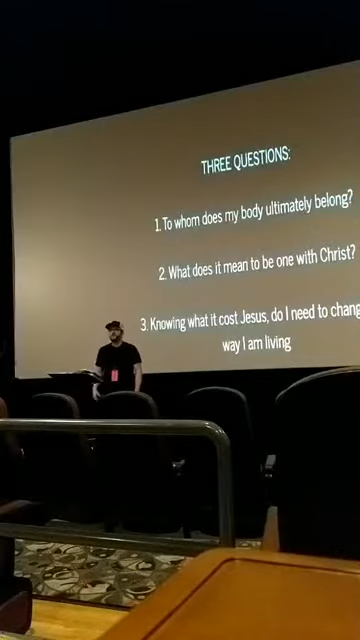 THREE QUESTIONS:
1. To whom does my body ultimately belong?
2. What does it mean to be one with Christ?
3. Knowing what it cost Jesus, do I need to chang
way I am living